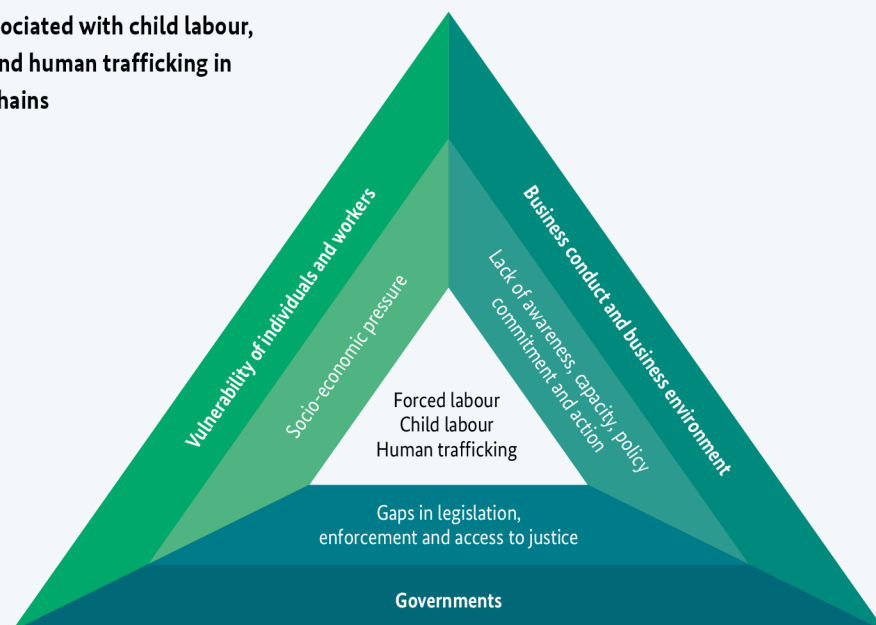 ociated with child labour,
nd human trafficking in
hains
Vulnerability of individuals and workers
Socio-economic pressure
Business conduct and business environment
Lack of awareness, capacity, policy
commitment and action
Forced labour
Child labour
Human trafficking
Gaps in legislation,
enforcement and access to justice
Governments